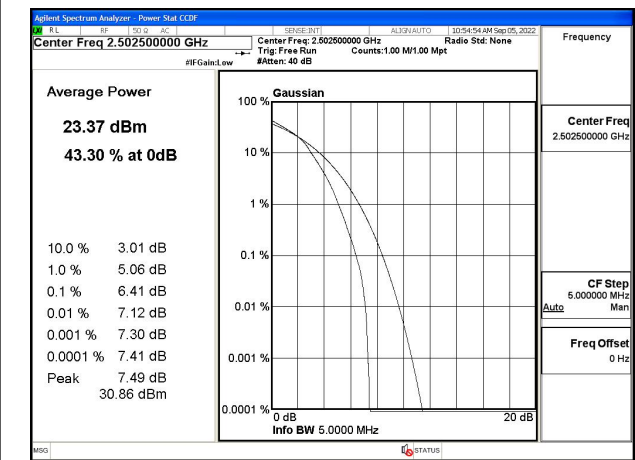 Agilent Spectrum Analyzer - Power Stat CCDF
LXI RL RF 50 Ω AC SENSE:INT ALIGN AUTO 10:54:54 AM Sep 05, 2022
Center Freq 2.502500000 GHz
Center Freq: 2.502500000 GHz Radio Std: None
Trig: Free Run Counts:1.00 M/1.00 Mpt
#IFGain:Low #Atten: 40 dB
Frequency
Average Power
23.37 dBm
43.30 % at 0dB
10.0 % 3.01 dB
1.0 % 5.06 dB
0.1 % 6.41 dB
0.01 % 7.12 dB
0.001 % 7.30 dB
0.0001 % 7.41 dB
Peak 7.49 dB
30.86 dBm
Gaussian
100 %
10 %
1 %
0.1 %
0.01 %
0.001 %
0.0001 %
0 dB 20 dB
Info BW 5.0000 MHz
Center Freq
2.502500000 GHz
CF Step
5.000000 MHz
Auto Man
Freq Offset
0 Hz
MSG STATUS